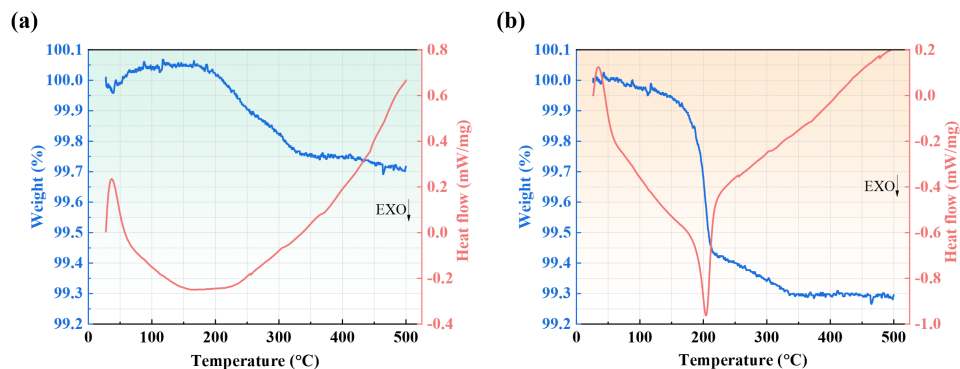 (a)
100.1
100.0
99.9
99.8
99.7
99.6
99.5
99.4
99.3
99.2
Weight (%)
0.8
0.6
0.4
0.2
0.0
-0.2
-0.4
Heat flow (mW/mg)
EXO
0 100 200 300 400 500
Temperature (°C)
(b)
100.1
100.0
99.9
99.8
99.7
99.6
99.5
99.4
99.3
99.2
Weight (%)
0.2
0.0
-0.2
-0.4
-0.6
-0.8
-1.0
Heat flow (mW/mg)
EXO
0 100 200 300 400 500
Temperature (°C)